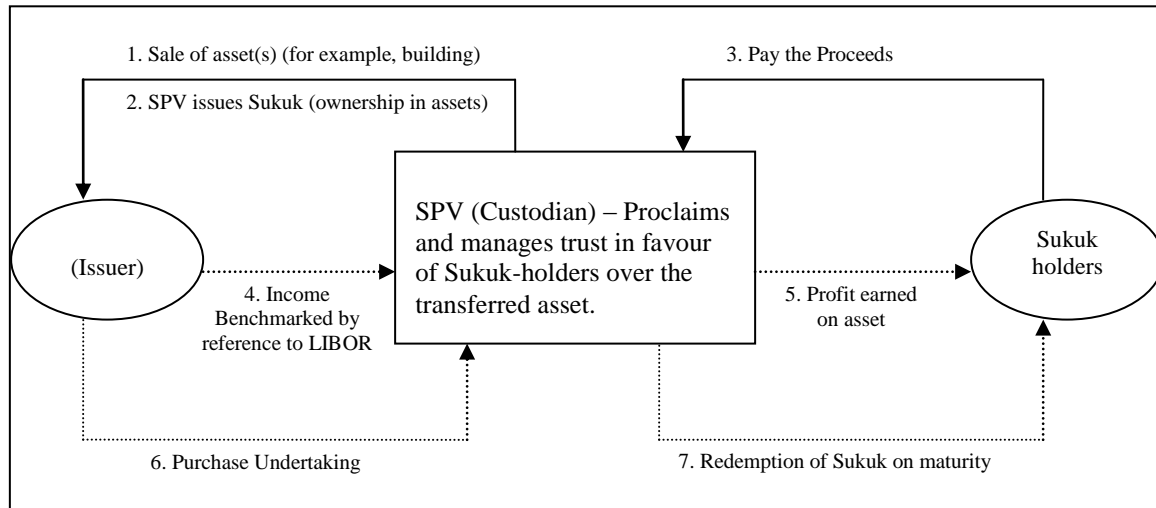 1. Sale of asset(s) (for example, building)
2. SPV issues Sukuk (ownership in assets)
3. Pay the Proceeds
(Issuer)
SPV (Custodian) – Proclaims
and manages trust in favour
of Sukuk-holders over the
transferred asset.
Sukuk
holders
4. Income
Benchmarked by
reference to LIBOR
5. Profit earned
on asset
6. Purchase Undertaking
7. Redemption of Sukuk on maturity